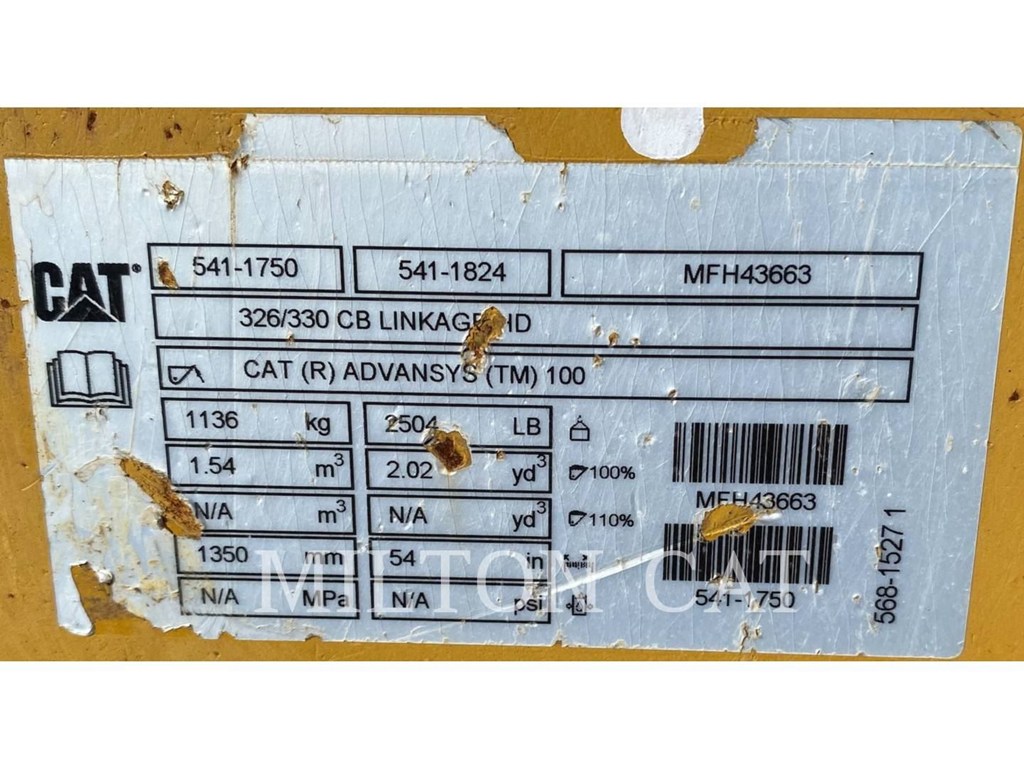 541-1750 541-1824 MFH43663
CAT®
326/330 CB LINKAGE HD
CAT (R) ADVANSYS (TM) 100
1136 kg 2504 LB
1.54 m³ 2.02 yd³ 100%
MFH43663
N/A m³ N/A yd³ 110%
1350 mm 54 in
N/A MPa N/A psi
541-1750
568-1527 1
MILTON CAT